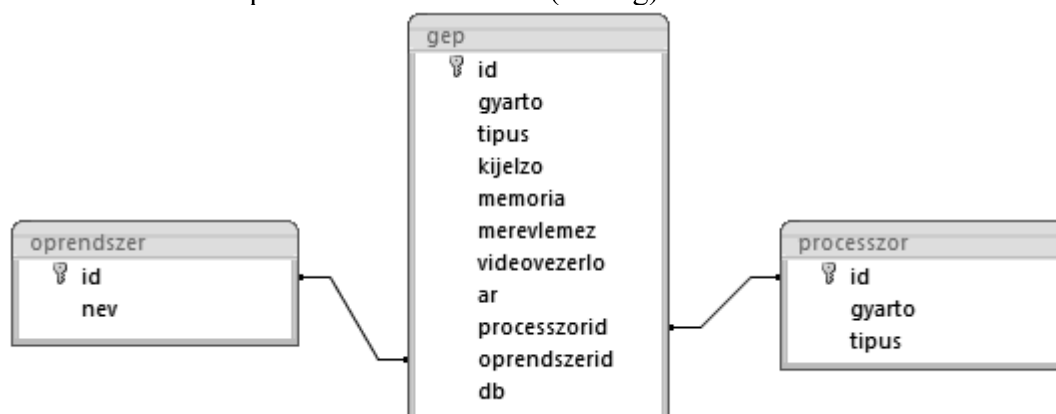 gep
id
gyarto
tipus
kijelzo
memoria
merevlemez
videovezerlo
ar
processzorid
oprendszerid
db
oprendszer
id
nev
processzor
id
gyarto
tipus